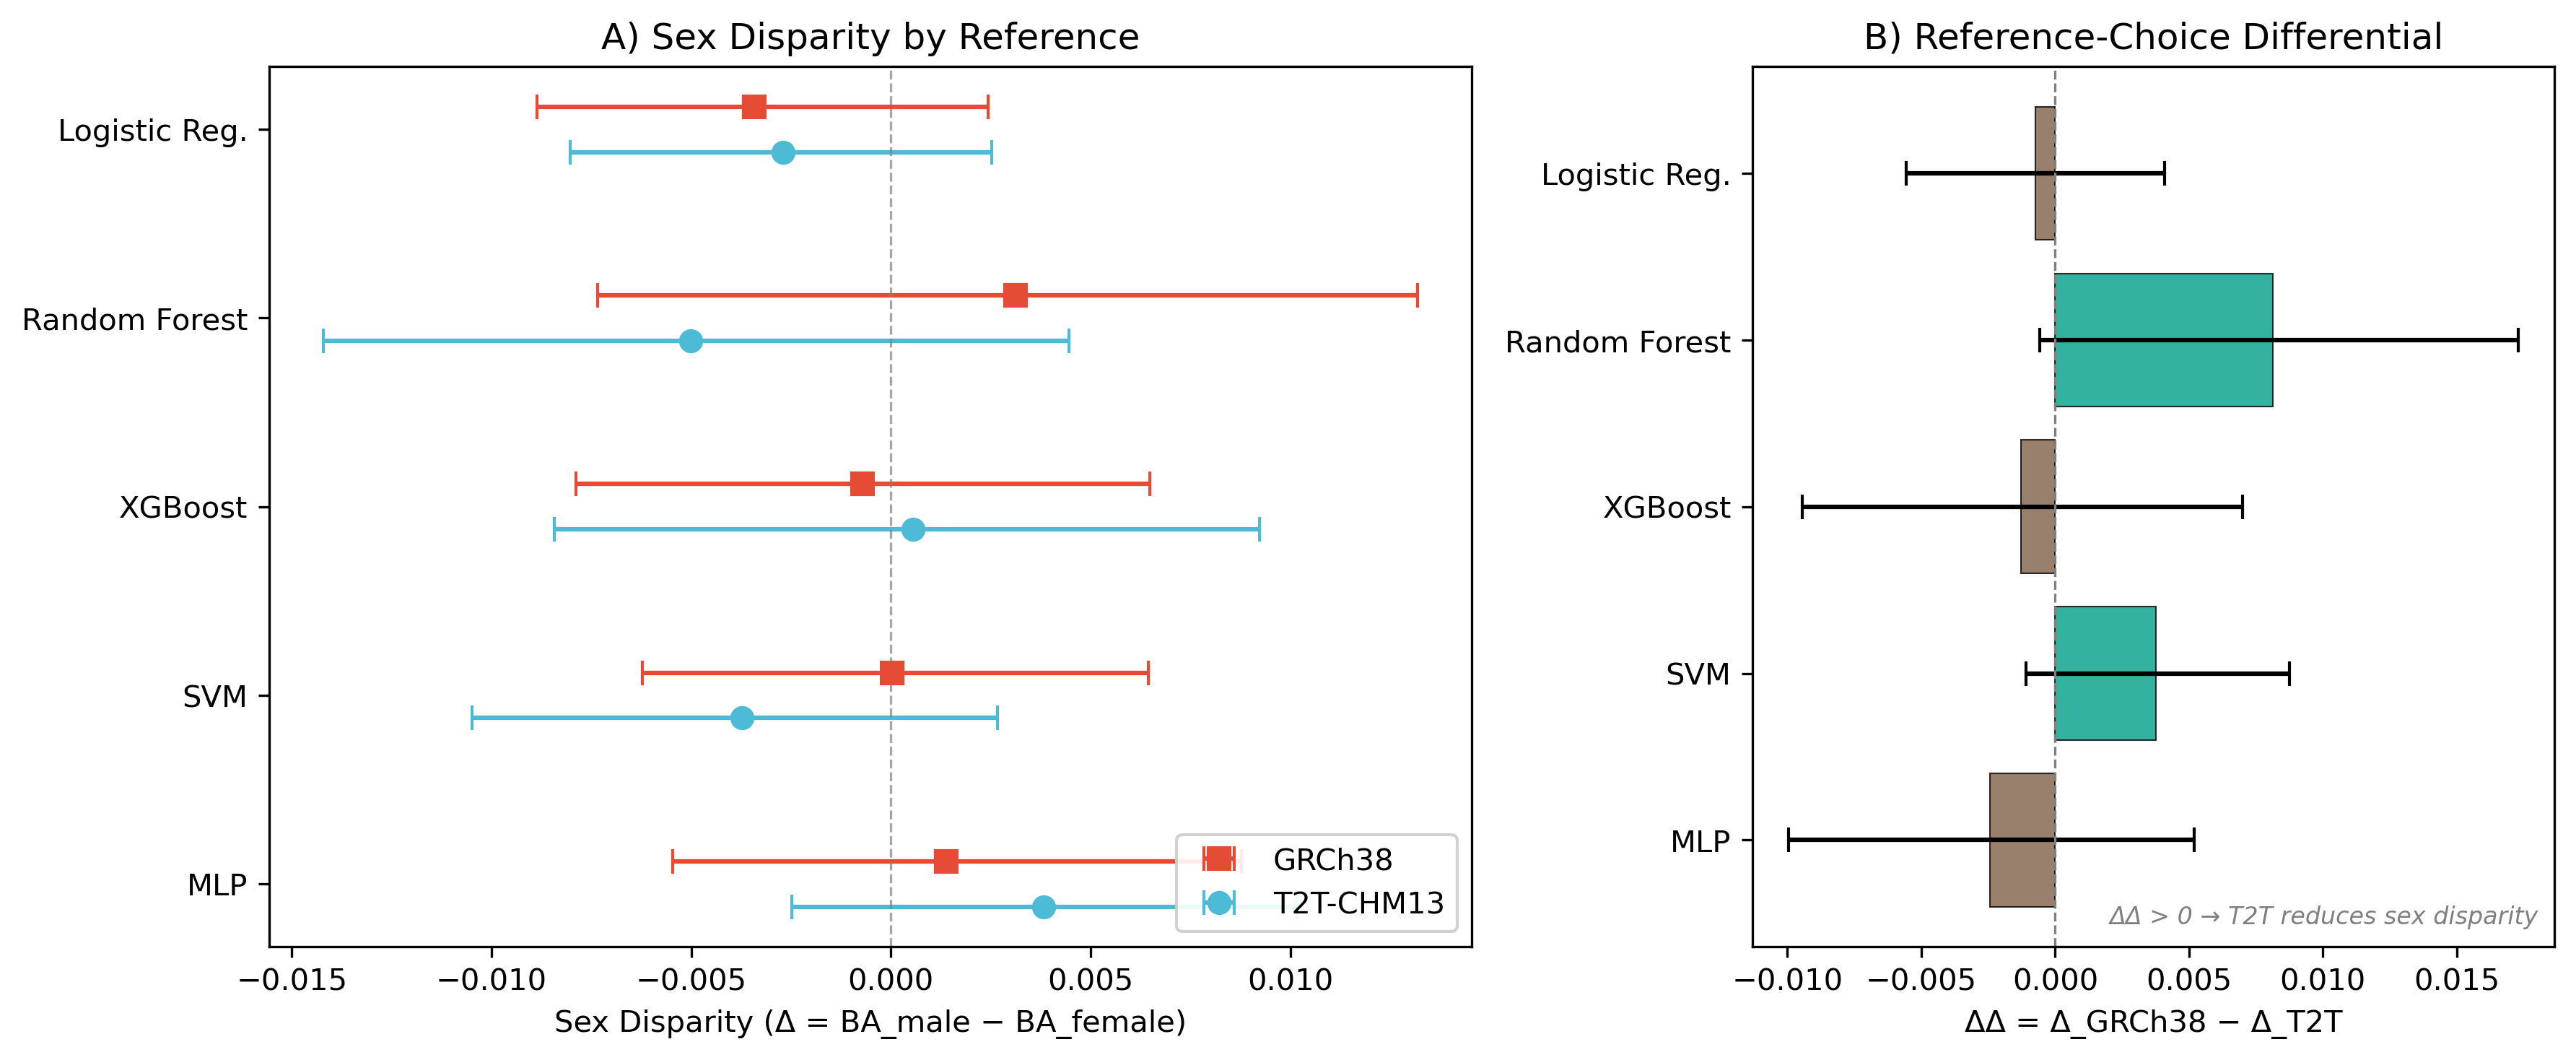 A) Sex Disparity by Reference
Logistic Reg.
Random Forest
XGBoost
SVM
MLP
GRCh38
T2T-CHM13
−0.015 −0.010 −0.005 0.000 0.005 0.010
Sex Disparity (Δ = BA_male − BA_female)
B) Reference-Choice Differential
Logistic Reg.
Random Forest
XGBoost
SVM
MLP
ΔΔ > 0 → T2T reduces sex disparity
−0.010 −0.005 0.000 0.005 0.010 0.015
ΔΔ = Δ_GRCh38 − Δ_T2T